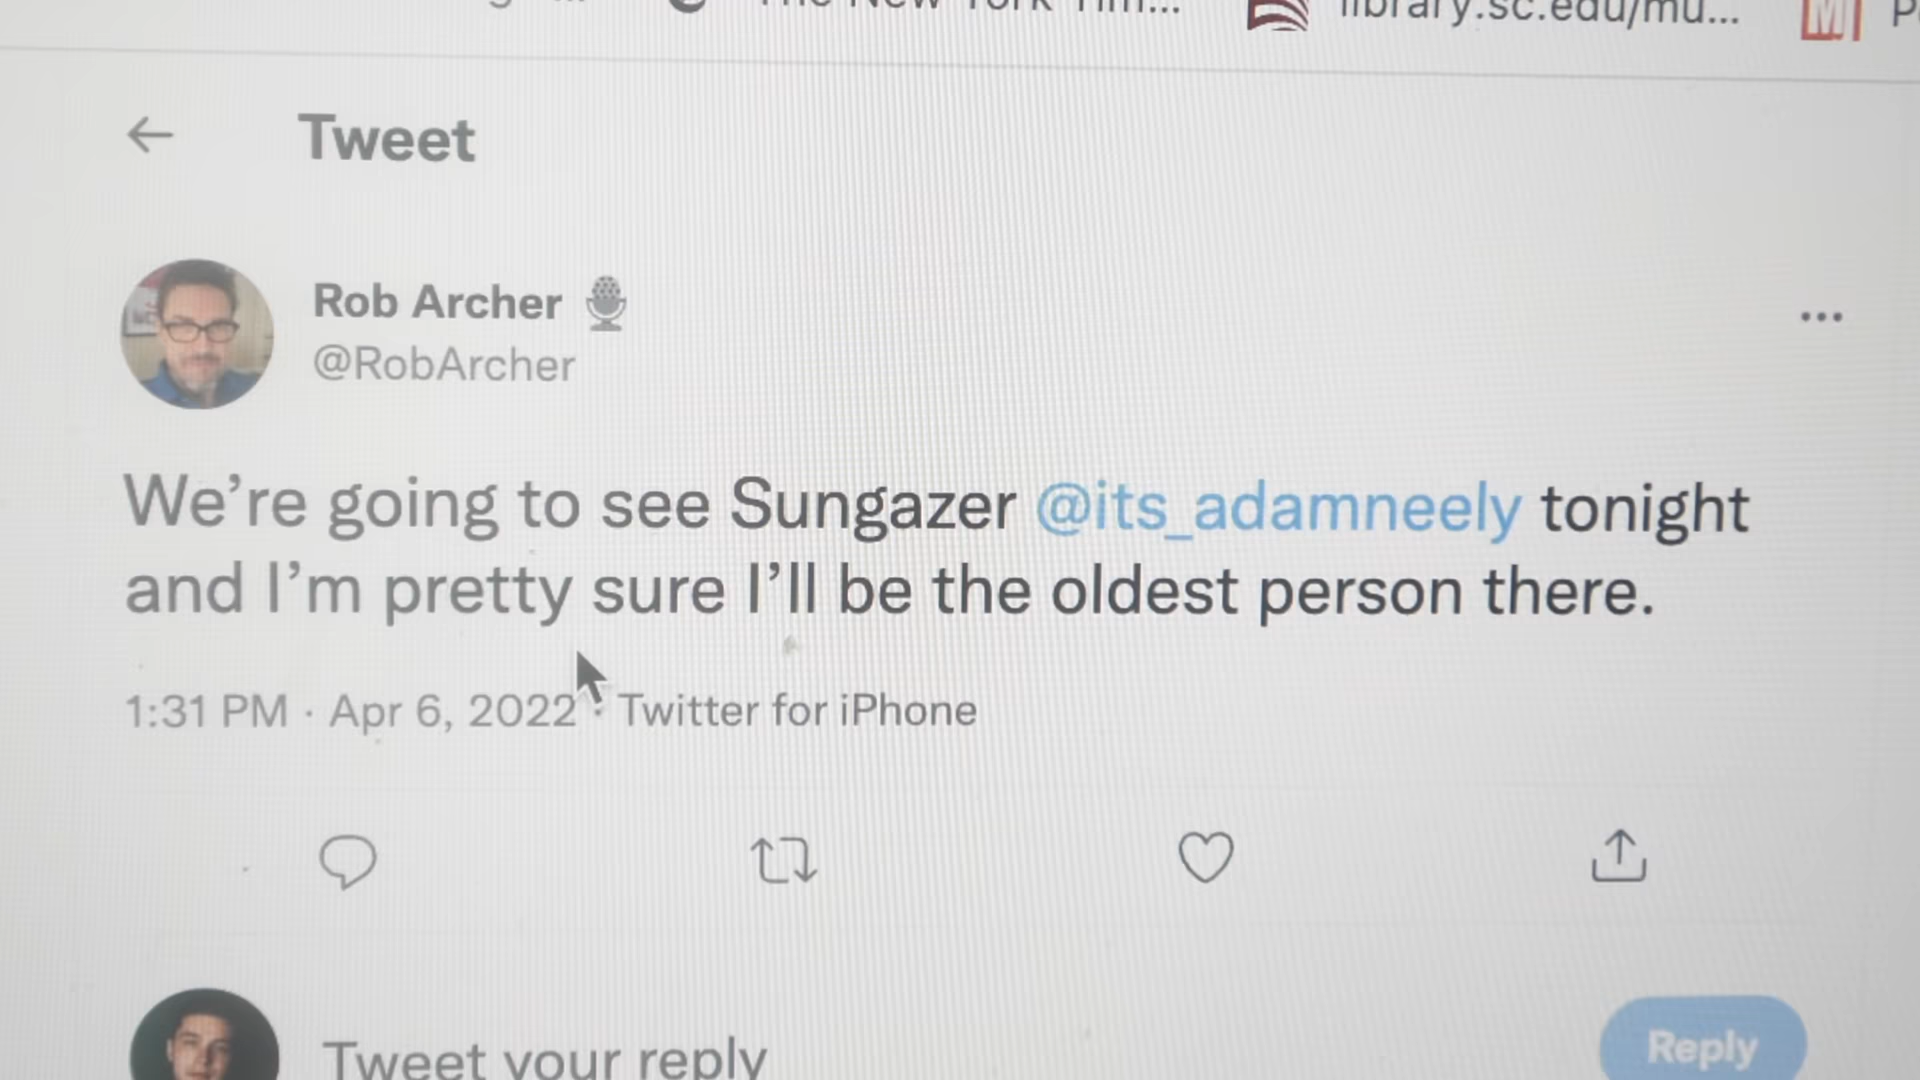 The New York Tim...
library.sc.edu/mu...
Tweet
Rob Archer
@RobArcher
We're going to see Sungazer @its_adamneely tonight
and I'm pretty sure I'll be the oldest person there.
1:31 PM · Apr 6, 2022 · Twitter for iPhone
Tweet your reply
Reply